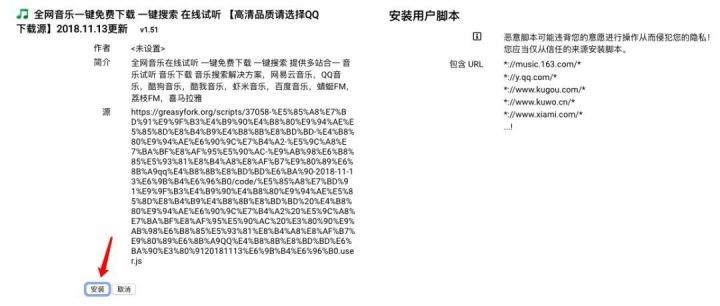 全网音乐一键免费下载 一键搜索 在线试听 【高清品质请选择QQ
下载源】2018.11.13更新 v1.51
作者 <未设置>
简介 全网音乐在线试听 一键免费下载 一键搜索 提供多站合一 音
乐试听 音乐下载 音乐搜索解决方案，网易云音乐，QQ音
乐，酷狗音乐，酷我音乐，虾米音乐，百度音乐，蜻蜓FM，
荔枝FM，喜马拉雅
源 https://greasyfork.org/scripts/37058-%E5%85%A8%E7%B
D%91%E9%9F%B3%E4%B9%90%E4%B8%80%E9%94%AE%E
5%85%8D%E8%B4%B9%E4%B8%8B%E8%BD%BD-%E4%B8%
80%E9%94%AE%E6%90%9C%E7%B4%A2-%E5%9C%A8%E
7%BA%BF%E8%AF%95%E5%90%AC-%E9%AB%98%E6%B8%
85%E5%93%81%E8%B4%A8%E8%AF%B7%E9%80%89%E6%
8B%A9qq%E4%B8%8B%E8%BD%BD%E6%BA%90-2018-11-1
3%E6%9B%B4%E6%96%B0/code/%E5%85%A8%E7%BD%9
1%E9%9F%B3%E4%B9%90%E4%B8%80%E9%94%AE%E5%8
5%8D%E8%B4%B9%E4%B8%8B%E8%BD%BD%20%E4%B8%
80%E9%94%AE%E6%90%9C%E7%B4%A2%20%E5%9C%A8%E
7%BA%BF%E8%AF%95%E5%90%AC%20%E3%80%90%E9%
AB%98%E6%B8%85%E5%93%81%E8%B4%A8%E8%AF%B7%
E9%80%89%E6%8B%A9QQ%E4%B8%8B%E8%BD%BD%E6%
BA%90%E3%80%9120181113%E6%9B%B4%E6%96%B0.use
r.js
安装 取消
安装用户脚本
恶意脚本可能违背您的意愿进行操作从而侵犯您的隐私！
您应当仅从信任的来源安装脚本。
包含 URL *://music.163.com/*
*://y.qq.com/*
*://www.kugou.com/*
*://www.kuwo.cn/*
*://www.xiami.com/*
...!